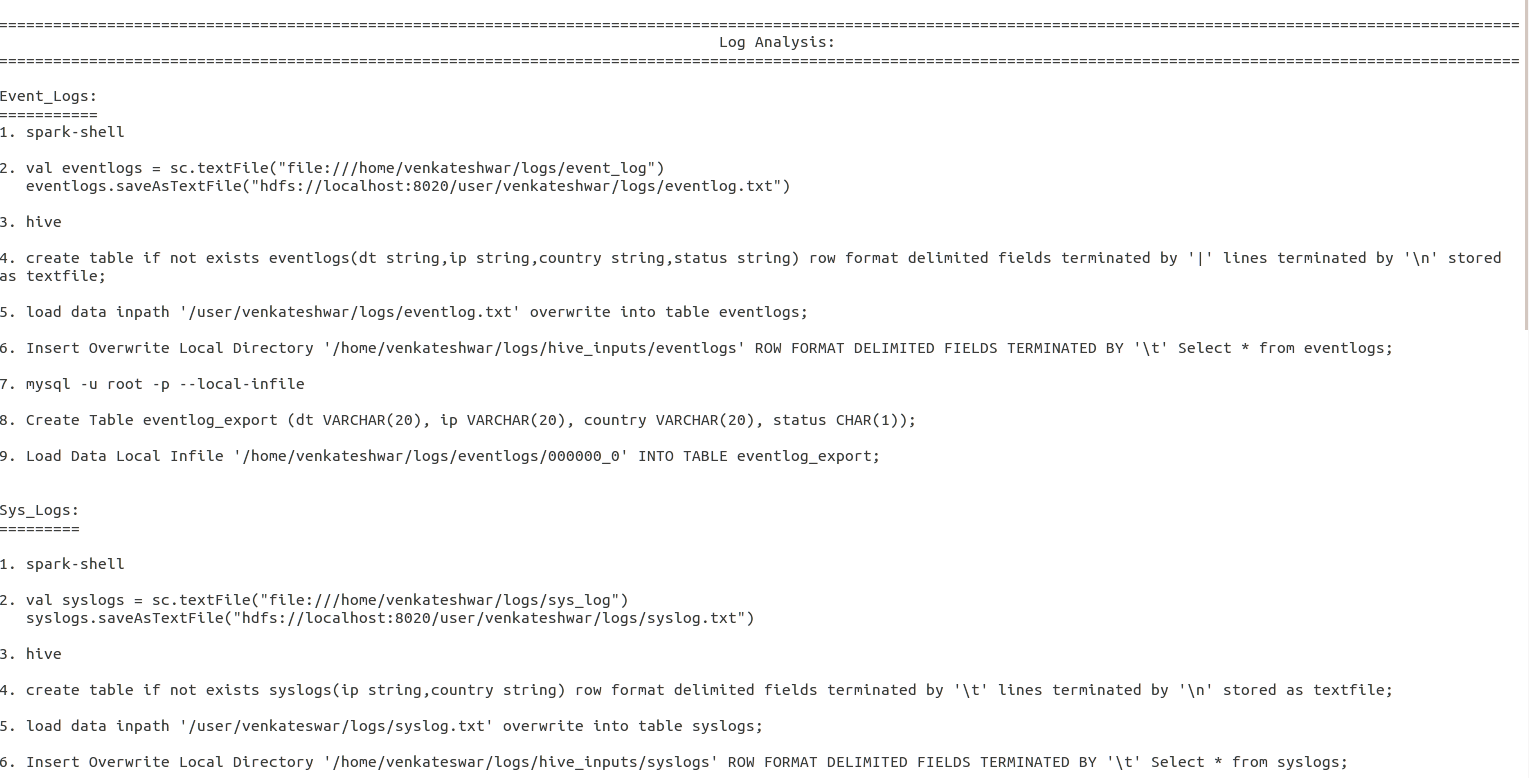 =========================================================================================================================================================================
Log Analysis:
=========================================================================================================================================================================
Event_Logs:
===========
1. spark-shell
2. val eventlogs = sc.textFile("file:///home/venkateshwar/logs/event_log")
eventlogs.saveAsTextFile("hdfs://localhost:8020/user/venkateshwar/logs/eventlog.txt")
3. hive
4. create table if not exists eventlogs(dt string,ip string,country string,status string) row format delimited fields terminated by '|' lines terminated by '\n' stored
as textfile;
5. load data inpath '/user/venkateshwar/logs/eventlog.txt' overwrite into table eventlogs;
6. Insert Overwrite Local Directory '/home/venkateshwar/logs/hive_inputs/eventlogs' ROW FORMAT DELIMITED FIELDS TERMINATED BY '\t' Select * from eventlogs;
7. mysql -u root -p --local-infile
8. Create Table eventlog_export (dt VARCHAR(20), ip VARCHAR(20), country VARCHAR(20), status CHAR(1));
9. Load Data Local Infile '/home/venkateshwar/logs/eventlogs/000000_0' INTO TABLE eventlog_export;
Sys_Logs:
=========
1. spark-shell
2. val syslogs = sc.textFile("file:///home/venkateshwar/logs/sys_log")
syslogs.saveAsTextFile("hdfs://localhost:8020/user/venkateshwar/logs/syslog.txt")
3. hive
4. create table if not exists syslogs(ip string,country string) row format delimited fields terminated by '\t' lines terminated by '\n' stored as textfile;
5. load data inpath '/user/venkateswar/logs/syslog.txt' overwrite into table syslogs;
6. Insert Overwrite Local Directory '/home/venkateswar/logs/hive_inputs/syslogs' ROW FORMAT DELIMITED FIELDS TERMINATED BY '\t' Select * from syslogs;